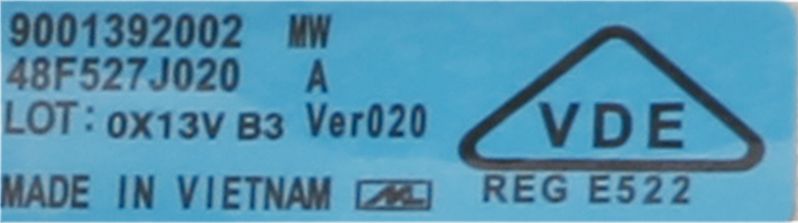 9001392002 MW
48F527J020 A
LOT: 0X13V B3 Ver020
MADE IN VIETNAM
VDE
REG E522